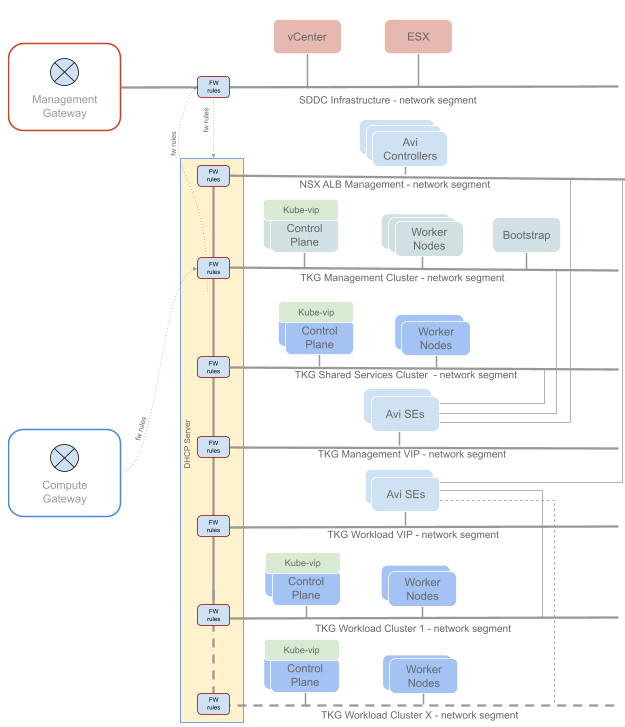 vCenter
ESX
Management
Gateway
FW
rules
SDDC Infrastructure - network segment
fw rules
fw rules
Avi
Controllers
FW
rules
NSX ALB Management - network segment
Kube-vip
Control
Plane
Worker
Nodes
Bootstrap
FW
rules
TKG Management Cluster - network segment
Kube-vip
Control
Plane
Worker
Nodes
FW
rules
TKG Shared Services Cluster - network segment
Avi SEs
DHCP Server
fw rules
FW
rules
TKG Management VIP - network segment
Compute
Gateway
Avi SEs
FW
rules
TKG Workload VIP - network segment
Kube-vip
Control
Plane
Worker
Nodes
FW
rules
TKG Workload Cluster 1 - network segment
Kube-vip
Control
Plane
Worker
Nodes
FW
rules
TKG Workload Cluster X - network segment